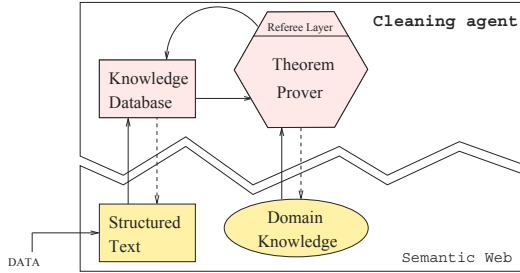 Cleaning agent
Referee Layer
Theorem
Prover
Knowledge
Database
Structured
Text
Domain
Knowledge
DATA
Semantic Web